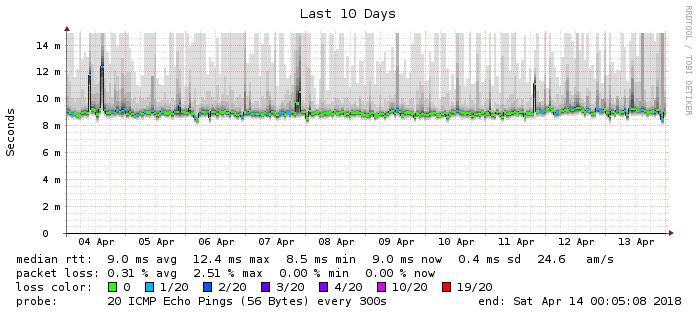 Last 10 Days
RRDTOOL / TOBI OETIKER
Seconds
14 m
12 m
10 m
8 m
6 m
4 m
2 m
0
04 Apr 05 Apr 06 Apr 07 Apr 08 Apr 09 Apr 10 Apr 11 Apr 12 Apr 13 Apr
median rtt: 9.0 ms avg 12.4 ms max 8.5 ms min 9.0 ms now 0.4 ms sd 24.6 am/s
packet loss: 0.31 % avg 2.51 % max 0.00 % min 0.00 % now
loss color: 0 1/20 2/20 3/20 4/20 10/20 19/20
probe: 20 ICMP Echo Pings (56 Bytes) every 300s end: Sat Apr 14 00:05:08 2018